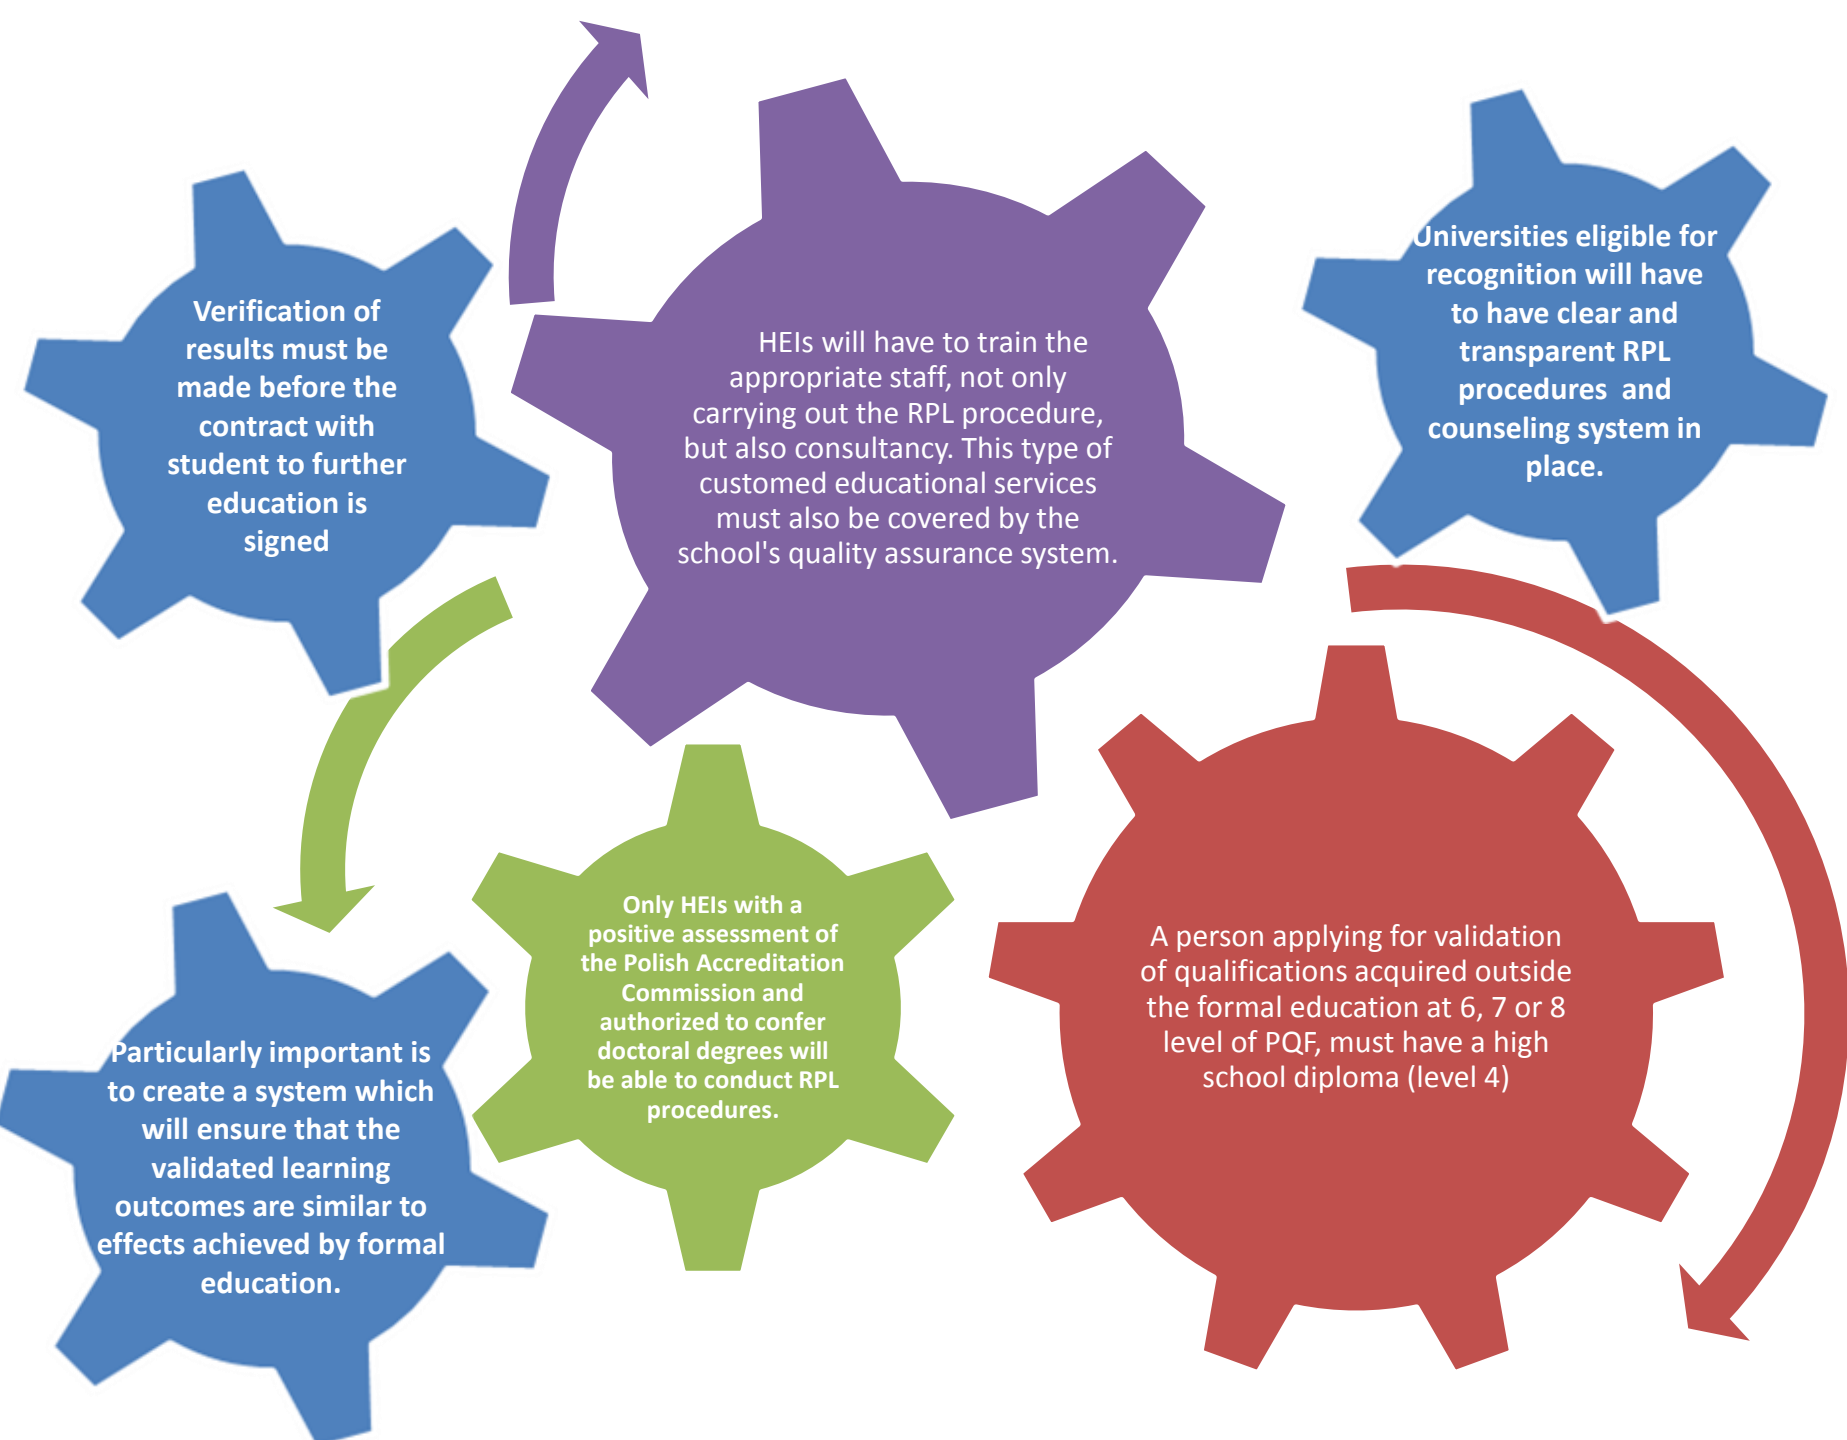 Verification of
results must be
made before the
contract with
student to further
education is
signed
HEIs will have to train the
appropriate staff, not only
carrying out the RPL procedure,
but also consultancy. This type of
customed educational services
must also be covered by the
school's quality assurance system.
Universities eligible for
recognition will have
to have clear and
transparent RPL
procedures and
counseling system in
place.
Particularly important is
to create a system which
will ensure that the
validated learning
outcomes are similar to
effects achieved by formal
education.
Only HEIs with a
positive assessment of
the Polish Accreditation
Commission and
authorized to confer
doctoral degrees will
be able to conduct RPL
procedures.
A person applying for validation
of qualifications acquired outside
the formal education at 6, 7 or 8
level of PQF, must have a high
school diploma (level 4)